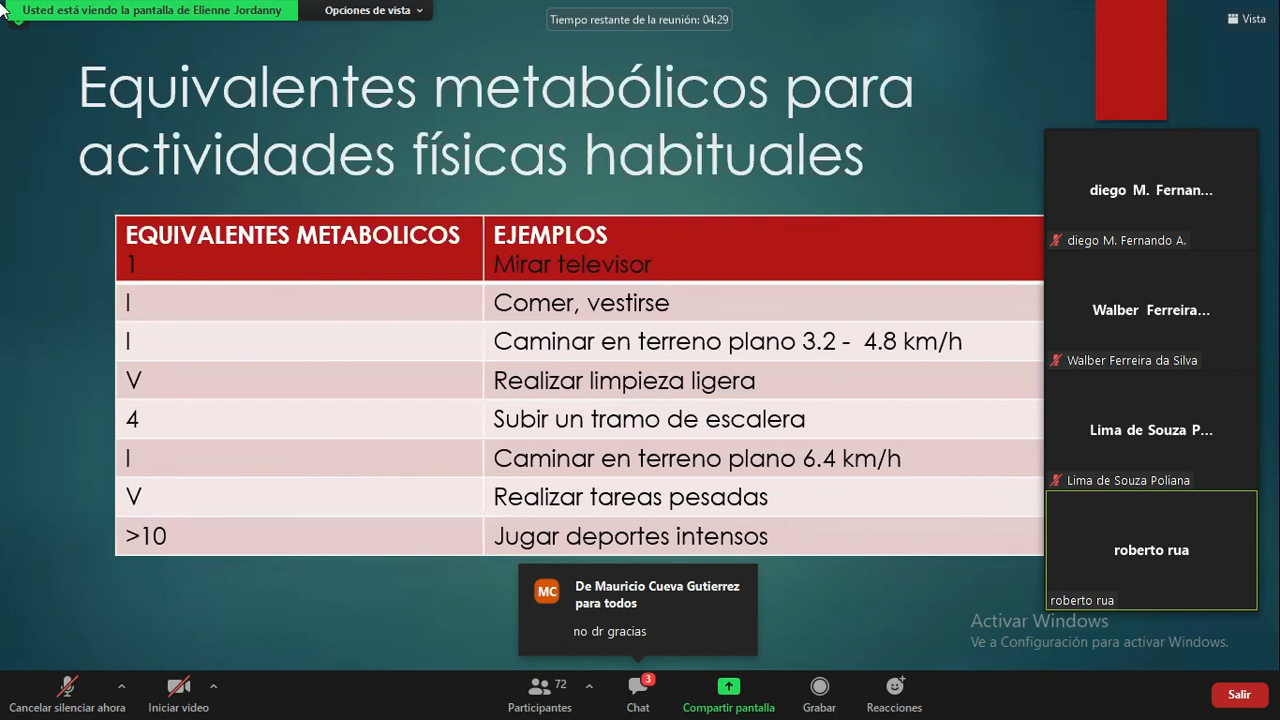 Usted está viendo la pantalla de Elienne Jordanny
Opciones de vista
Tiempo restante de la reunión: 04:29
Vista
Equivalentes metabólicos para
actividades físicas habituales
EQUIVALENTES METABOLICOS EJEMPLOS
1 Mirar televisor
I Comer, vestirse
I Caminar en terreno plano 3.2 - 4.8 km/h
V Realizar limpieza ligera
4 Subir un tramo de escalera
I Caminar en terreno plano 6.4 km/h
V Realizar tareas pesadas
>10 Jugar deportes intensos
diego M. Fernan...
diego M. Fernando A.
Walber Ferreira...
Walber Ferreira da Silva
Lima de Souza P...
Lima de Souza Poliana
roberto rua
roberto rua
MC
De Mauricio Cueva Gutierrez
para todos
no dr gracias
Activar Windows
Ve a Configuración para activar Windows.
Cancelar silenciar ahora
Iniciar video
72
Participantes
3
Chat
Compartir pantalla
Grabar
Reacciones
Salir